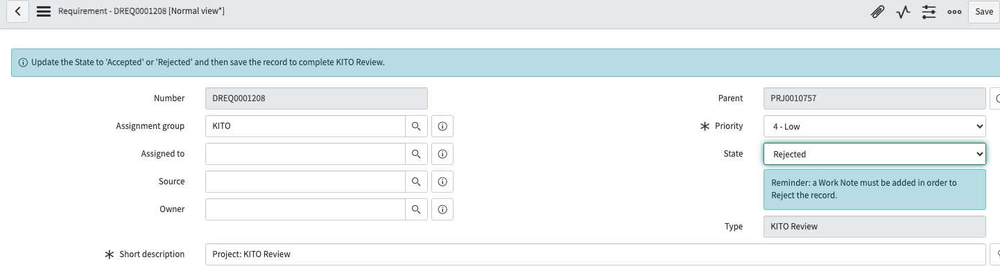 Requirement - DREQ0001208 [Normal view*]
Save
Update the State to 'Accepted' or 'Rejected' and then save the record to complete KITO Review.
Number DREQ0001208
Parent PRJ0010757
Assignment group KITO
Priority 4 - Low
Assigned to
State Rejected
Source
Reminder: a Work Note must be added in order to
Reject the record.
Owner
Type KITO Review
Short description Project: KITO Review